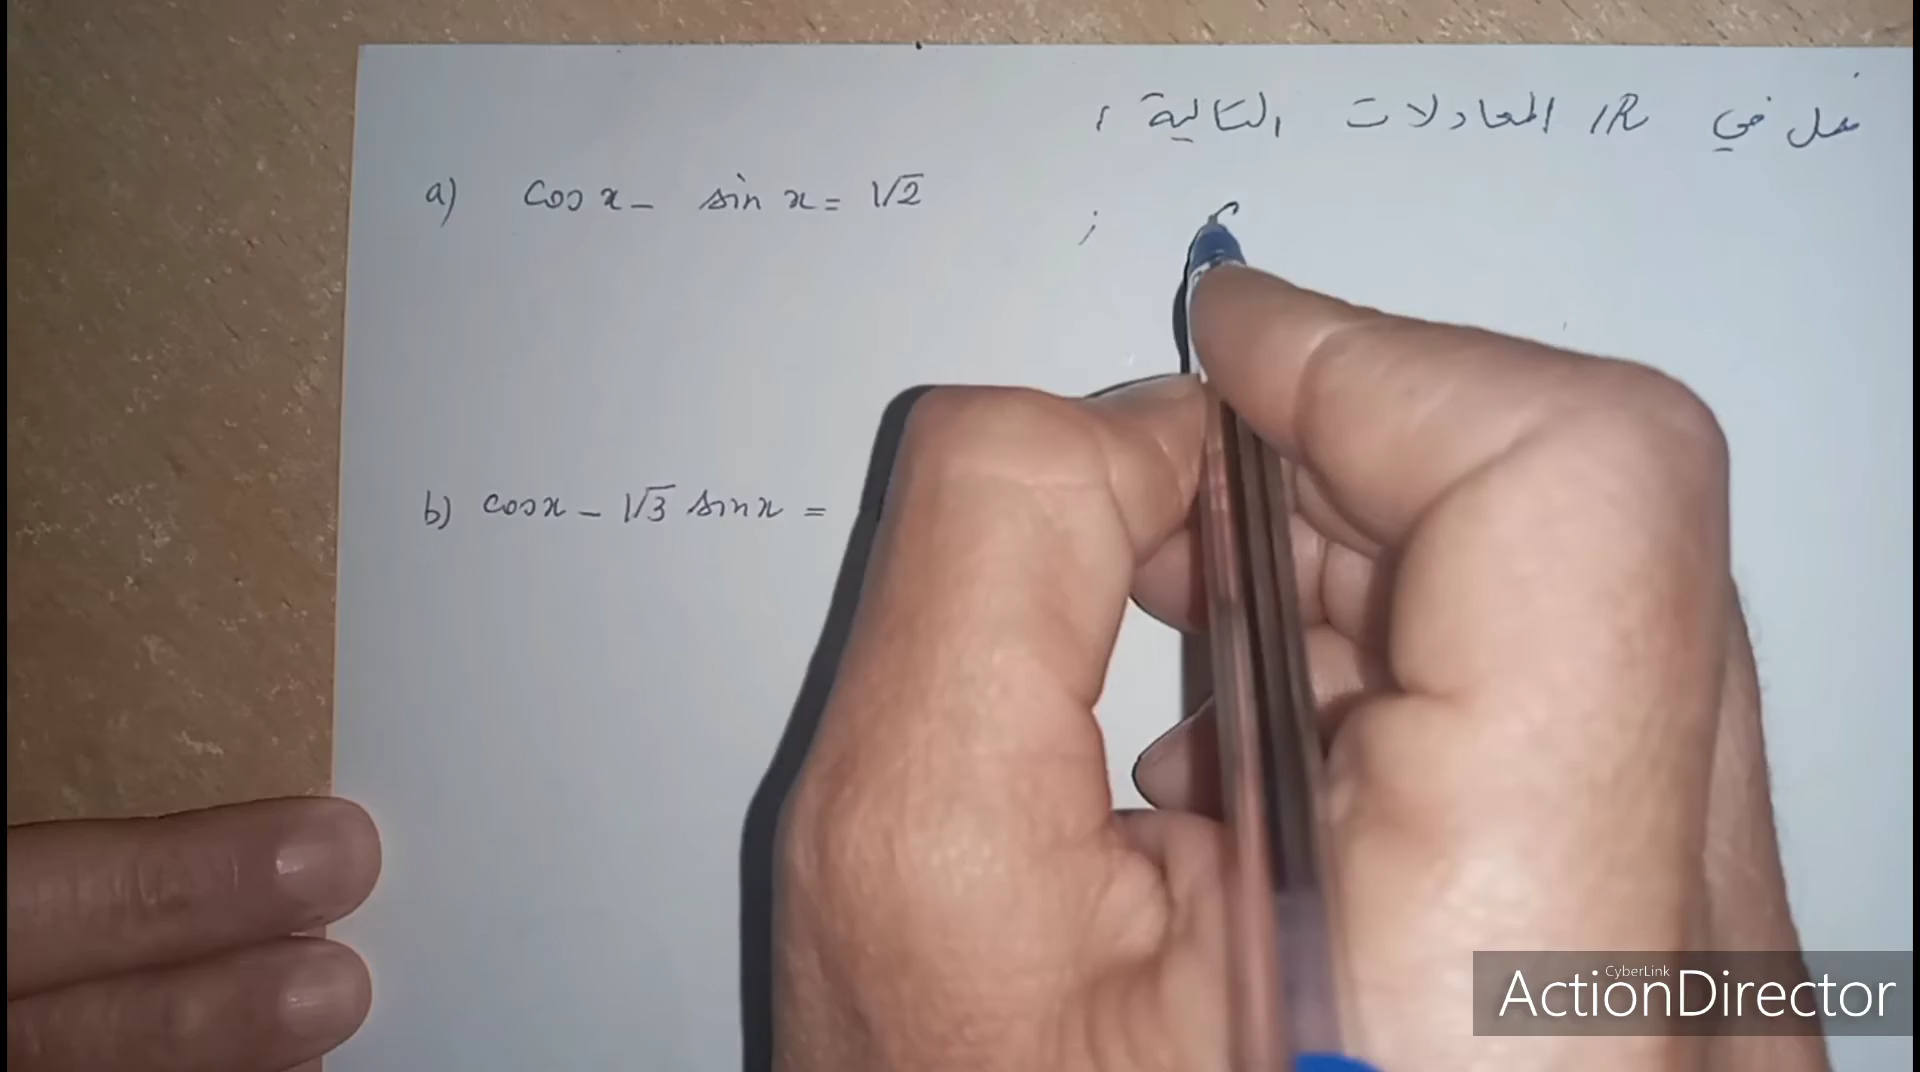 حل في IR المعادلات التالية :
a) cos x - sin x = √2 ;
b) cos x - √3 sin x =
CyberLink
ActionDirector